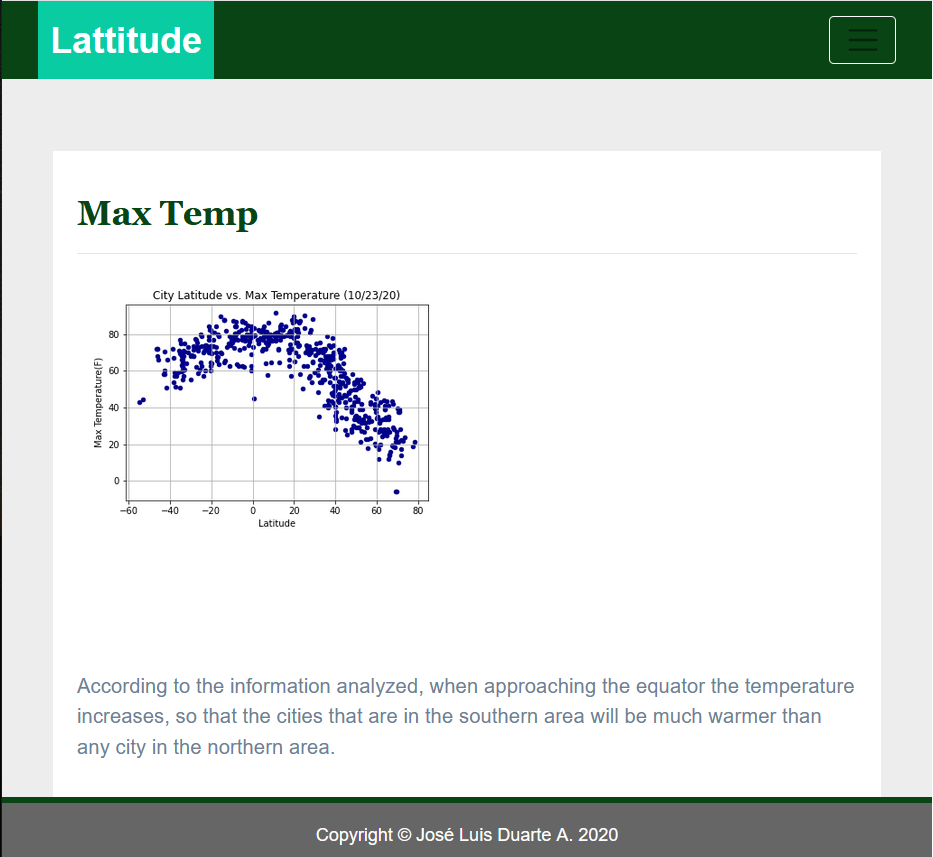 Lattitude
Max Temp
City Latitude vs. Max Temperature (10/23/20)
Max Temperature(F)
80
60
40
20
0
−60 −40 −20 0 20 40 60 80
Latitude
According to the information analyzed, when approaching the equator the temperature
increases, so that the cities that are in the southern area will be much warmer than
any city in the northern area.
Copyright © José Luis Duarte A. 2020